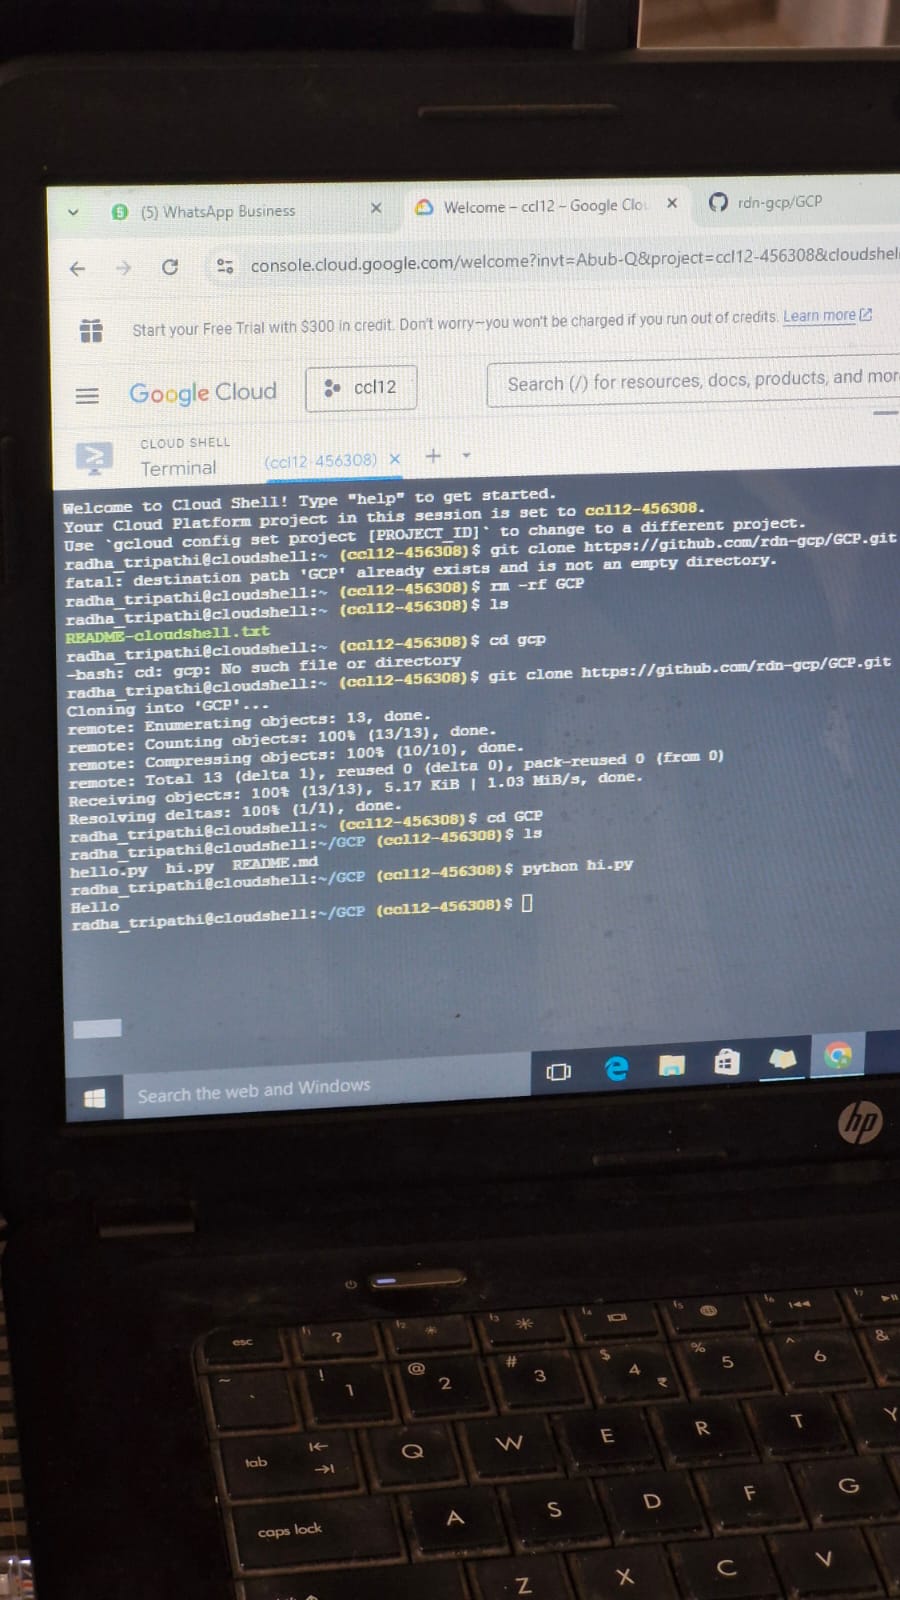 (5) WhatsApp Business
Welcome – ccl12 – Google Clo
rdn-gcp/GCP
console.cloud.google.com/welcome?invt=Abub-Q&project=ccl12-456308&cloudshel
Start your Free Trial with $300 in credit. Don't worry—you won't be charged if you run out of credits. Learn more
Google Cloud
ccl12
Search (/) for resources, docs, products, and mor
CLOUD SHELL
Terminal
(ccl12-456308)
Welcome to Cloud Shell! Type "help" to get started.
Your Cloud Platform project in this session is set to ccl12-456308.
Use `gcloud config set project [PROJECT_ID]` to change to a different project.
radha_tripathi@cloudshell:~ (ccl12-456308)$ git clone https://github.com/rdn-gcp/GCP.git
fatal: destination path 'GCP' already exists and is not an empty directory.
radha_tripathi@cloudshell:~ (ccl12-456308)$ rm -rf GCP
radha_tripathi@cloudshell:~ (ccl12-456308)$ ls
README-cloudshell.txt
radha_tripathi@cloudshell:~ (ccl12-456308)$ cd gcp
-bash: cd: gcp: No such file or directory
radha_tripathi@cloudshell:~ (ccl12-456308)$ git clone https://github.com/rdn-gcp/GCP.git
Cloning into 'GCP'...
remote: Enumerating objects: 13, done.
remote: Counting objects: 100% (13/13), done.
remote: Compressing objects: 100% (10/10), done.
remote: Total 13 (delta 1), reused 0 (delta 0), pack-reused 0 (from 0)
Receiving objects: 100% (13/13), 5.17 KiB | 1.03 MiB/s, done.
Resolving deltas: 100% (1/1), done.
radha_tripathi@cloudshell:~ (ccl12-456308)$ cd GCP
radha_tripathi@cloudshell:~/GCP (ccl12-456308)$ ls
hello.py hi.py README.md
radha_tripathi@cloudshell:~/GCP (ccl12-456308)$ python hi.py
Hello
radha_tripathi@cloudshell:~/GCP (ccl12-456308)$
Search the web and Windows
hp
esc f1 ? f2 f3 f4 f5 f6 f7
~ ` ! 1 @ 2 # 3 $ 4 ₹ % 5 ^ 6 &
tab Q W E R T Y
caps lock A S D F G
Z X C V